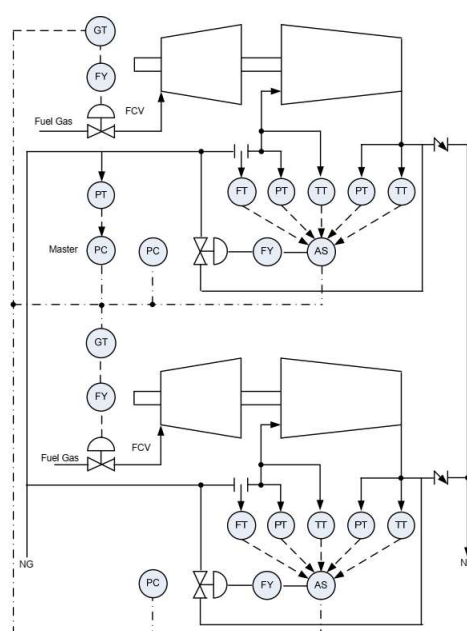 GT
FY
FCV
Fuel Gas
FT PT TT PT TT
PT
Master PC PC FY AS
GT
FY
FCV
Fuel Gas
FT PT TT PT TT
NG
N
PC FY AS